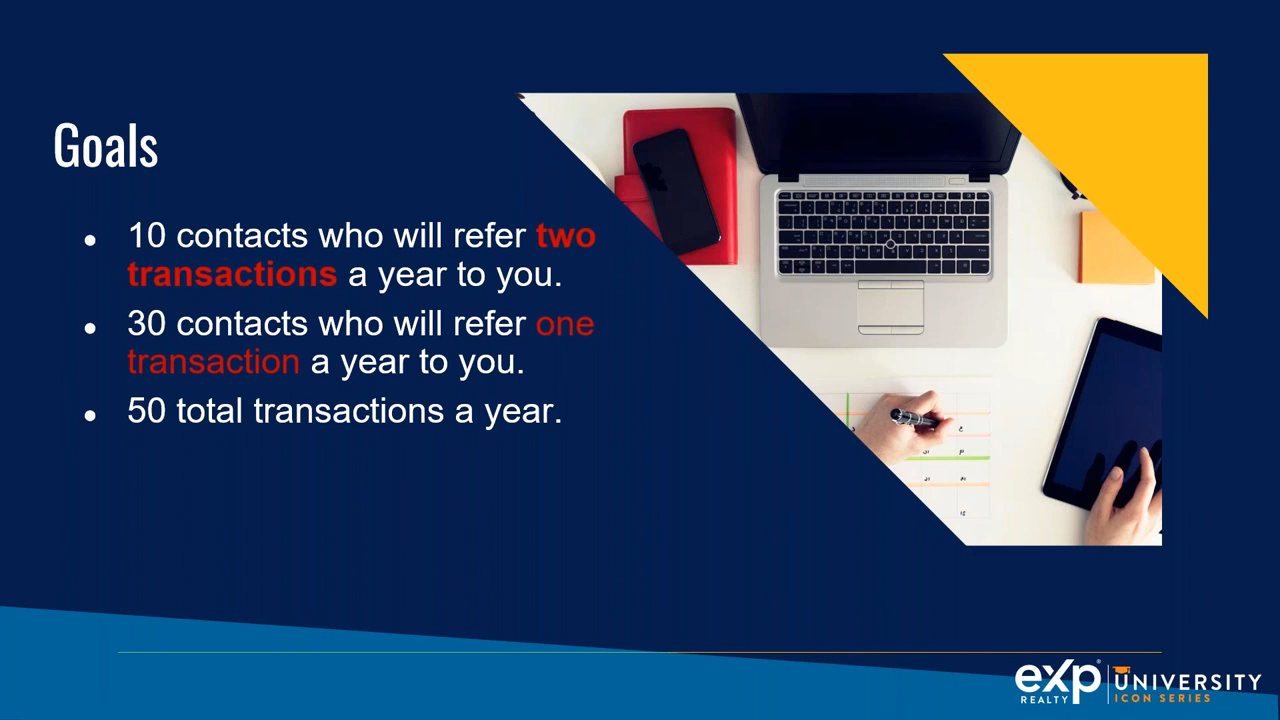 Goals
● 10 contacts who will refer two
transactions a year to you.
● 30 contacts who will refer one
transaction a year to you.
● 50 total transactions a year.
eXp®
REALTY
UNIVERSITY
ICON SERIES